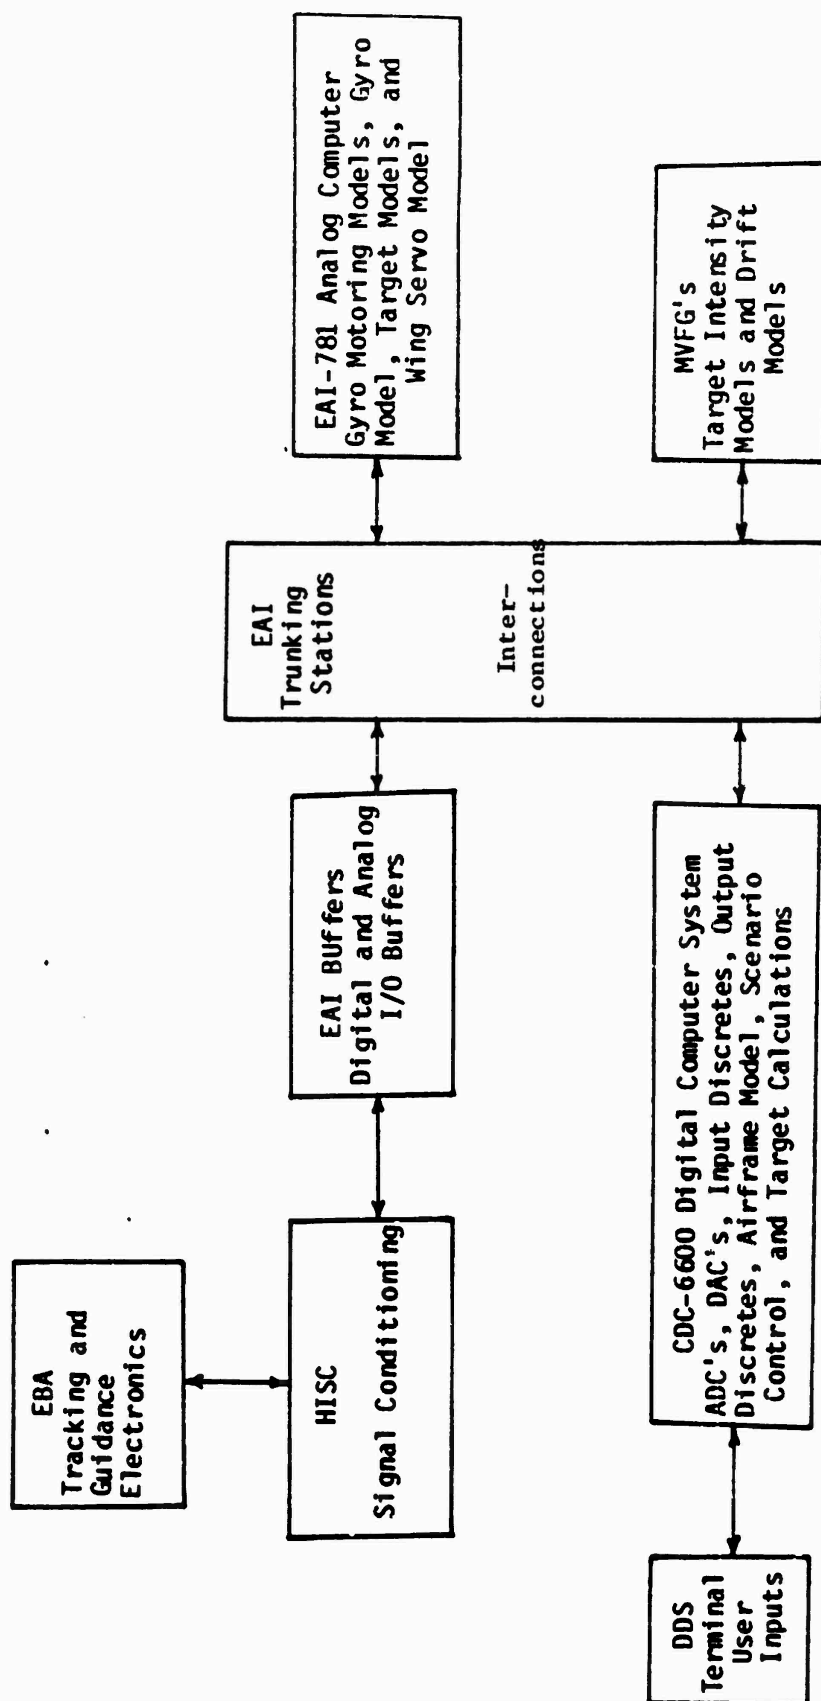 EBA
Tracking and
Guidance
Electronics
HISC
Signal Conditioning
EAI BUffers
Digital and Analog
I/O Buffers
EAI
Trunking
Stations
Inter-
connections
EAI-781 Analog Computer
Gyro Motoring Models, Gyro
Model, Target Models, and
Wing Servo Model
DDS
Terminal
User
Inputs
CDC-6600 Digital Computer System
ADC's, DAC's, Input Discretes, Output
Discretes, Airframe Model, Scenario
Control, and Target Calculations
MVFG's
Target Intensity
Models and Drift
Models